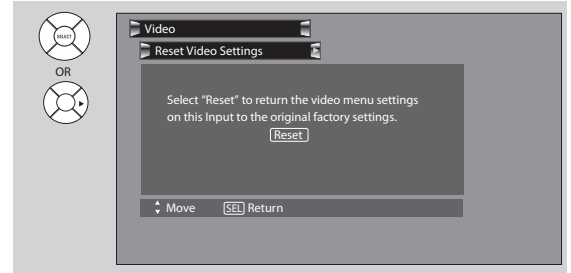 SELECT
OR
Video
Reset Video Settings
Select “Reset” to return the video menu settings
on this Input to the original factory settings.
Reset
Move SEL Return